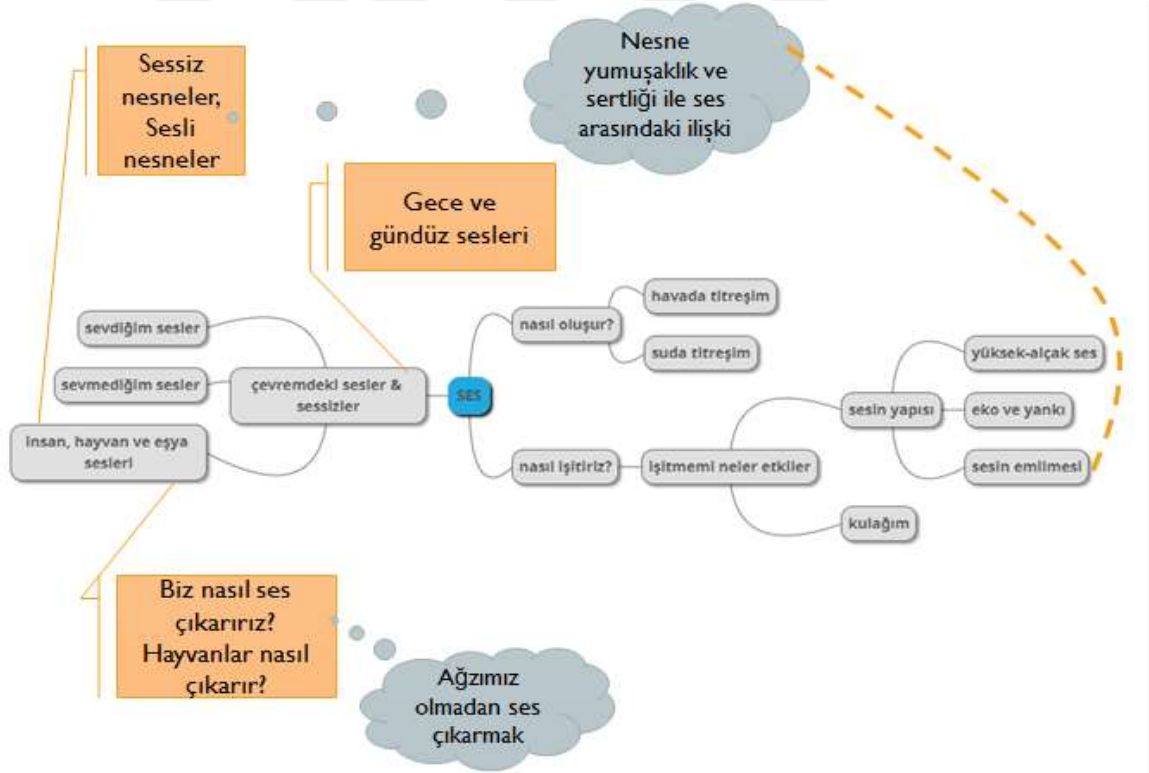 Sessiz
nesneler,
Sesli
nesneler
Nesne
yumuşaklık ve
sertliği ile ses
arasındaki ilişki
Gece ve
gündüz sesleri
sevdiğim sesler
sevmediğim sesler
insan, hayvan ve eşya
sesleri
çevremdeki sesler &
sessizler
SES
nasıl oluşur?
havada titreşim
suda titreşim
nasıl işitiriz?
işitmemi neler etkiler
sesin yapısı
yüksek-alçak ses
eko ve yankı
sesin emilmesi
kulağım
Biz nasıl ses
çıkarırız?
Hayvanlar nasıl
çıkarır?
Ağzımız
olmadan ses
çıkarmak